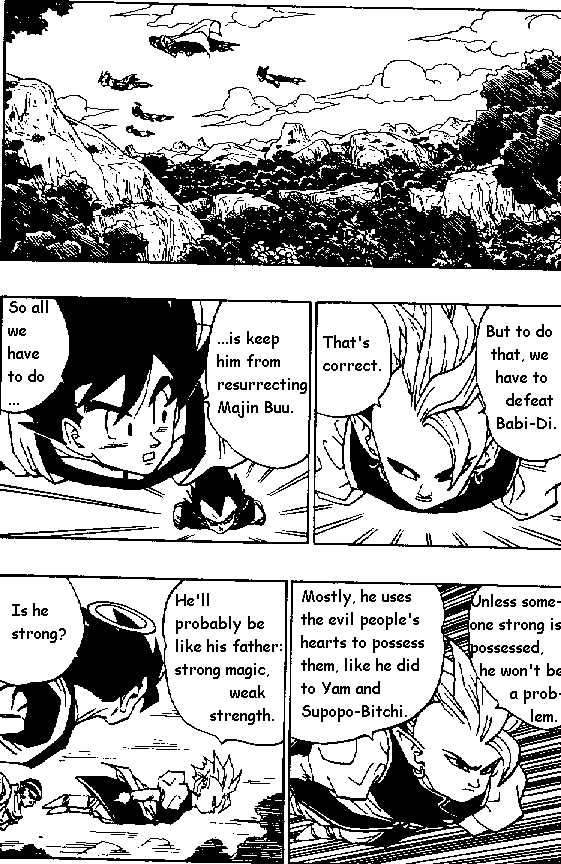 So all
we
have
to do
...
...is keep
him from
resurrecting
Majin Buu.
That's
correct.
But to do
that, we
have to
defeat
Babi-Di.
Is he
strong?
He'll
probably be
like his father:
strong magic,
weak
strength.
Mostly, he uses
the evil people's
hearts to possess
them, like he did
to Yam and
Supopo-Bitchi.
Unless some-
one strong is
possessed,
he won't be
a prob-
lem.